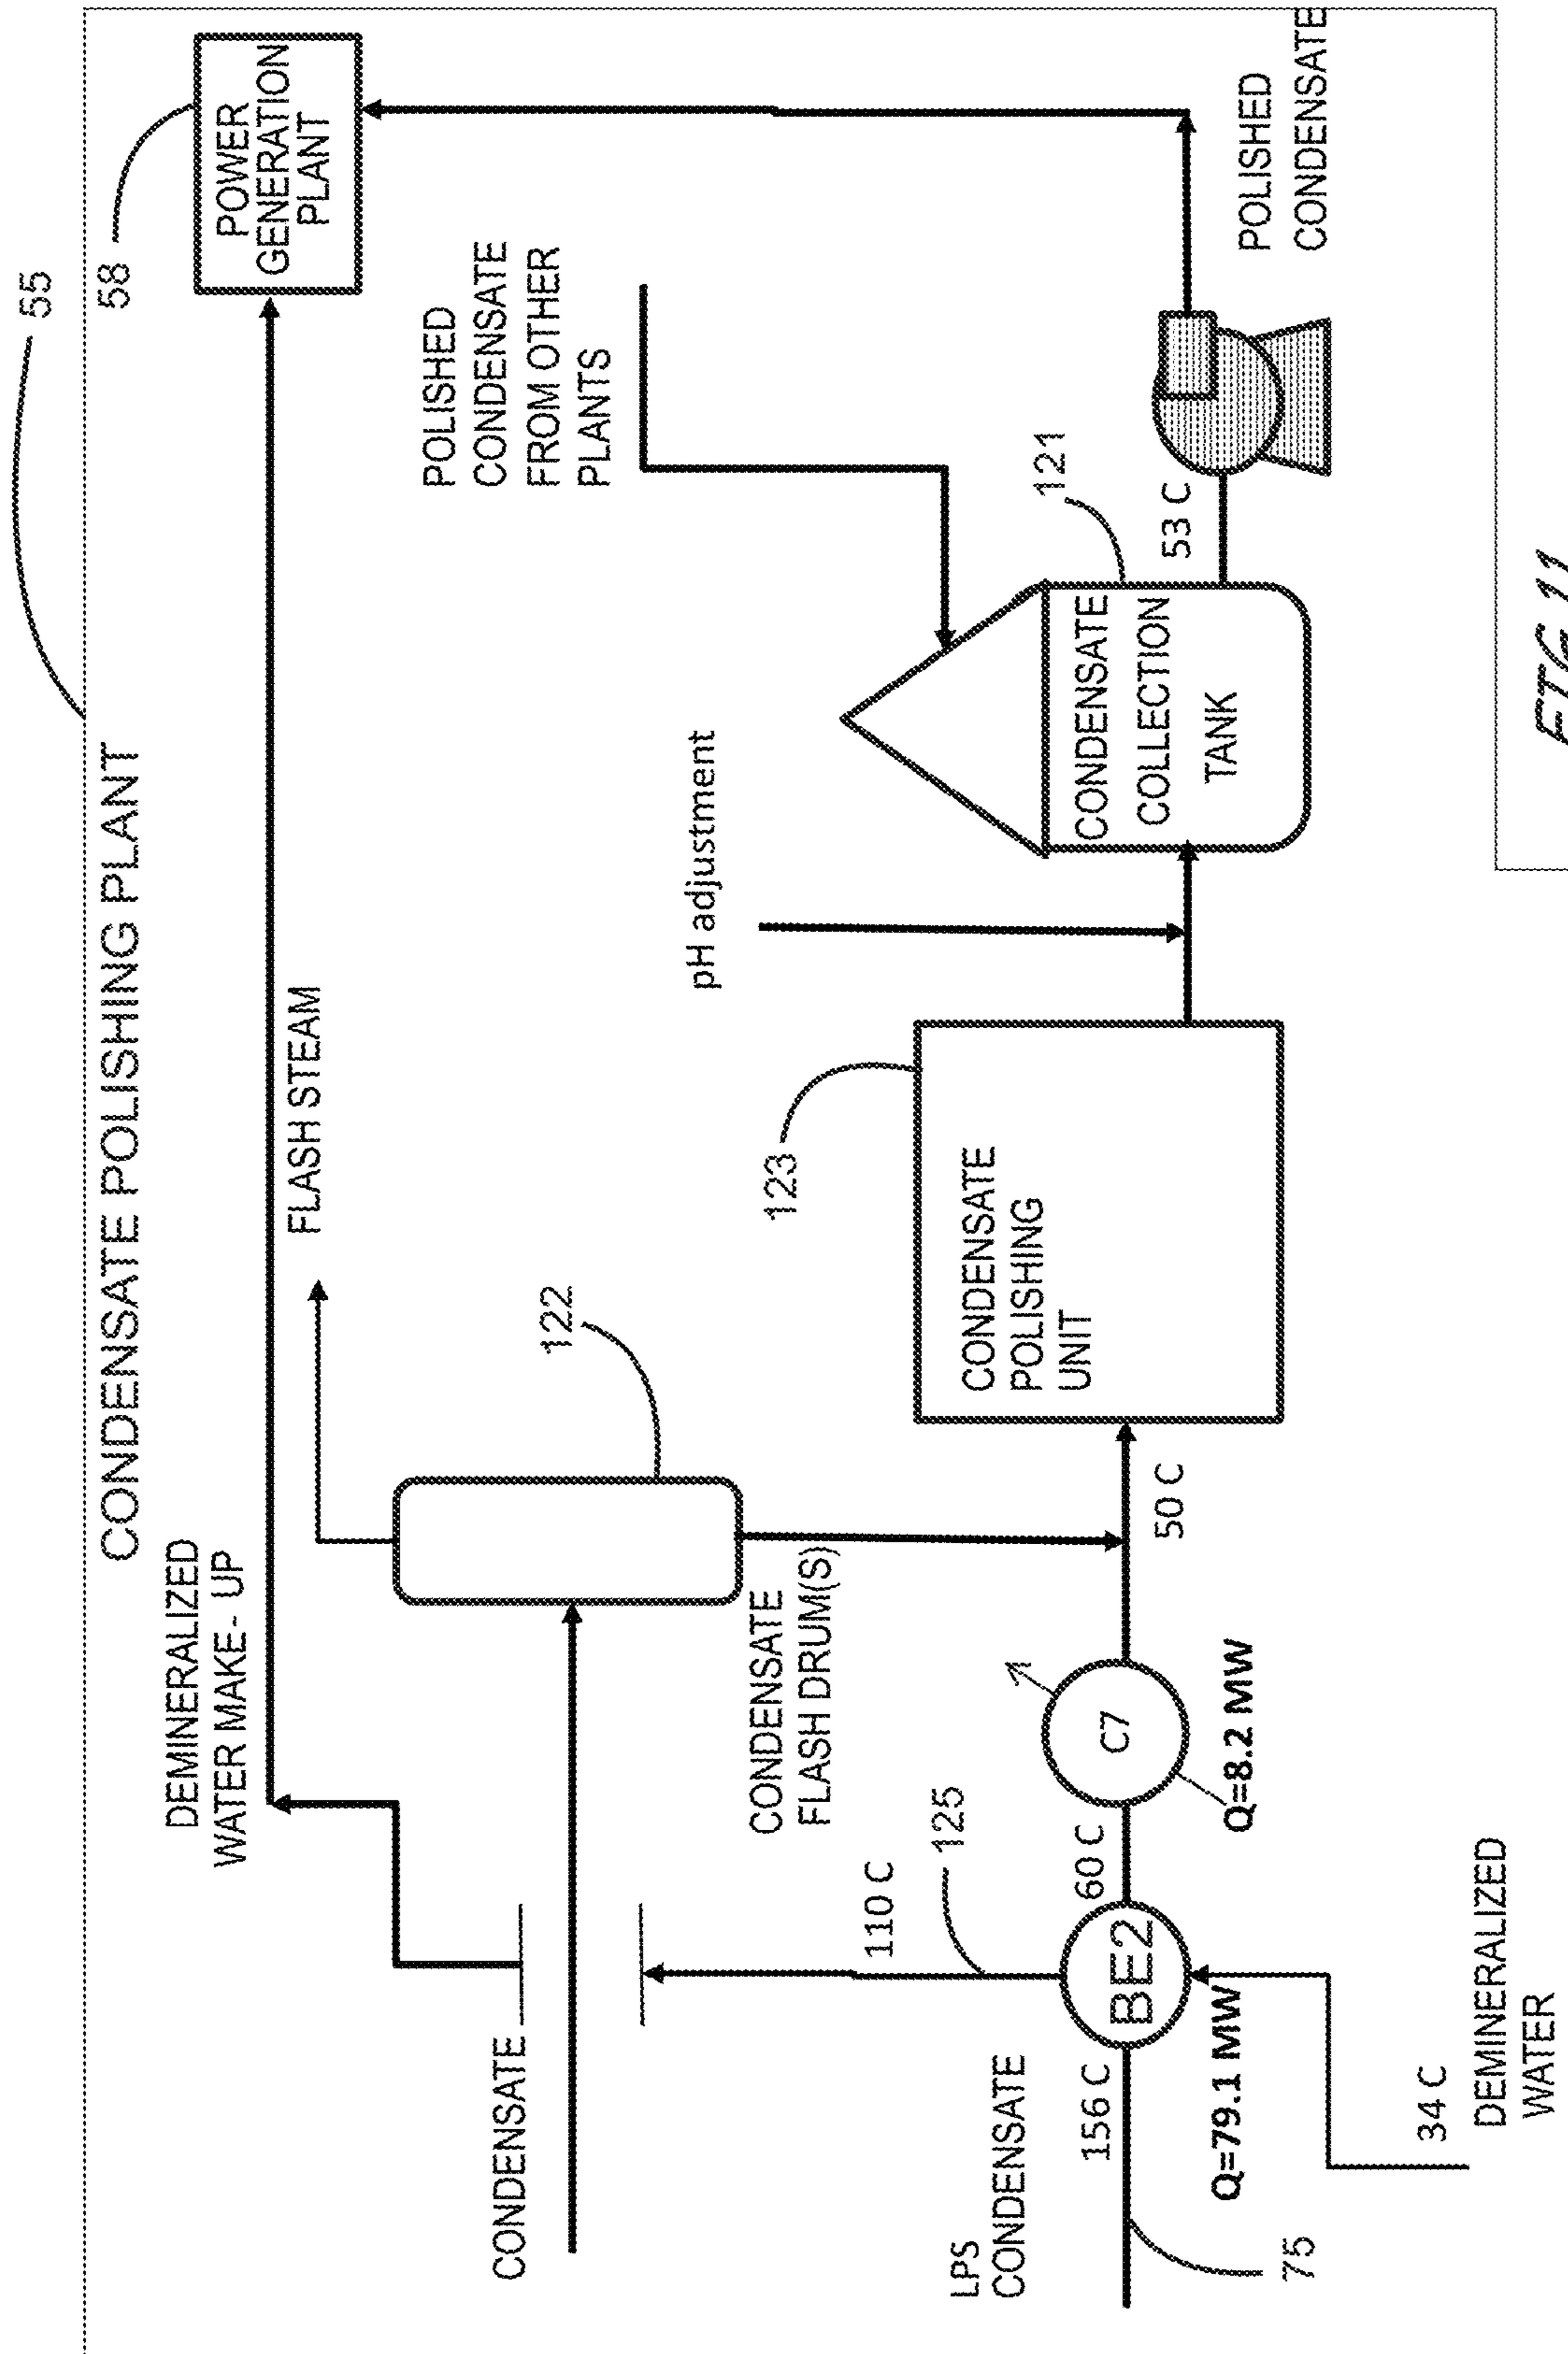 CONDENSATE POLISHING PLANT
55
DEMINERALIZED
WATER MAKE- UP
58
POWER
GENERATION
PLANT
FLASH STEAM
CONDENSATE
122
CONDENSATE
FLASH DRUM(S)
POLISHED
CONDENSATE
FROM OTHER
PLANTS
pH adjustment
LPS
CONDENSATE
75
156 C
BE2
Q=79.1 MW
110 C
125
60 C
C7
Q=8.2 MW
50 C
34 C
DEMINERALIZED
WATER
123
CONDENSATE
POLISHING
UNIT
CONDENSATE
COLLECTION
TANK
121
53 C
POLISHED
CONDENSATE
FIG 11